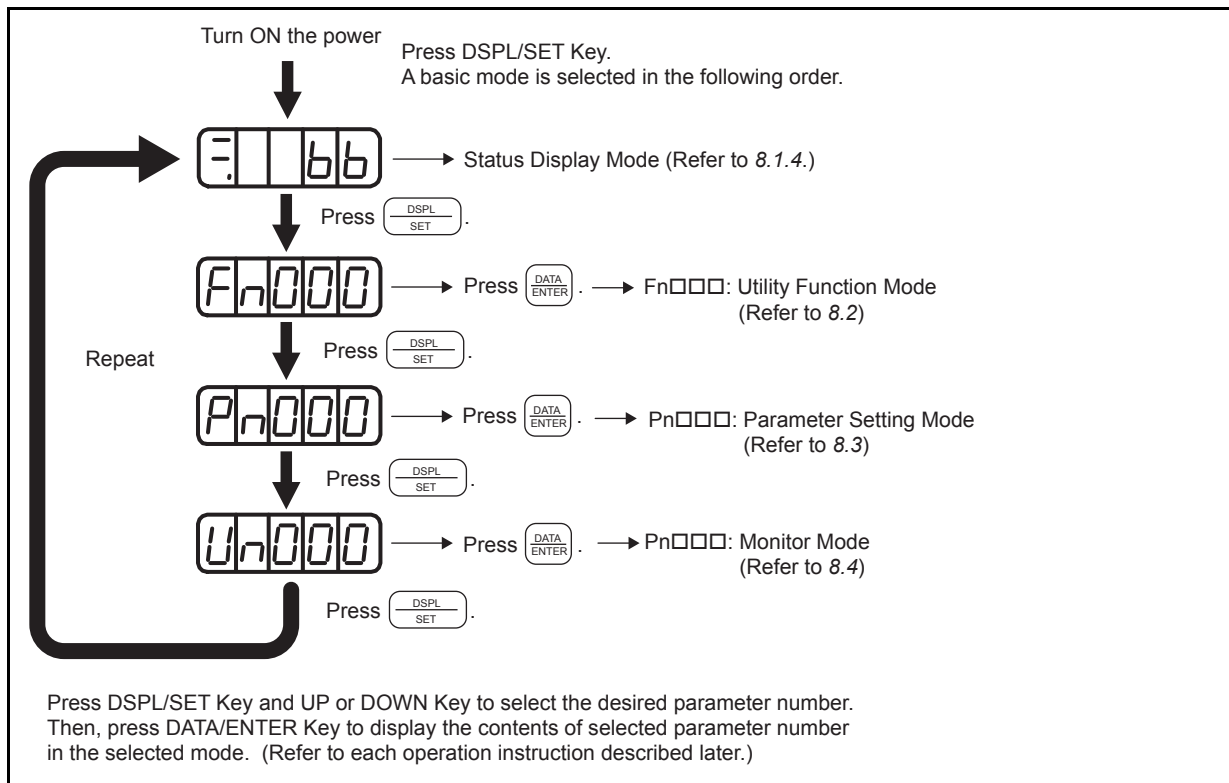 Turn ON the power
Press DSPL/SET Key.
A basic mode is selected in the following order.
bb
Status Display Mode (Refer to 8.1.4.)
Press DSPL/SET.
Fn000
Press DATA/ENTER. Fn□□□: Utility Function Mode
(Refer to 8.2)
Repeat
Press DSPL/SET.
Pn000
Press DATA/ENTER. Pn□□□: Parameter Setting Mode
(Refer to 8.3)
Press DSPL/SET.
Un000
Press DATA/ENTER. Pn□□□: Monitor Mode
(Refer to 8.4)
Press DSPL/SET.
Press DSPL/SET Key and UP or DOWN Key to select the desired parameter number.
Then, press DATA/ENTER Key to display the contents of selected parameter number
in the selected mode. (Refer to each operation instruction described later.)